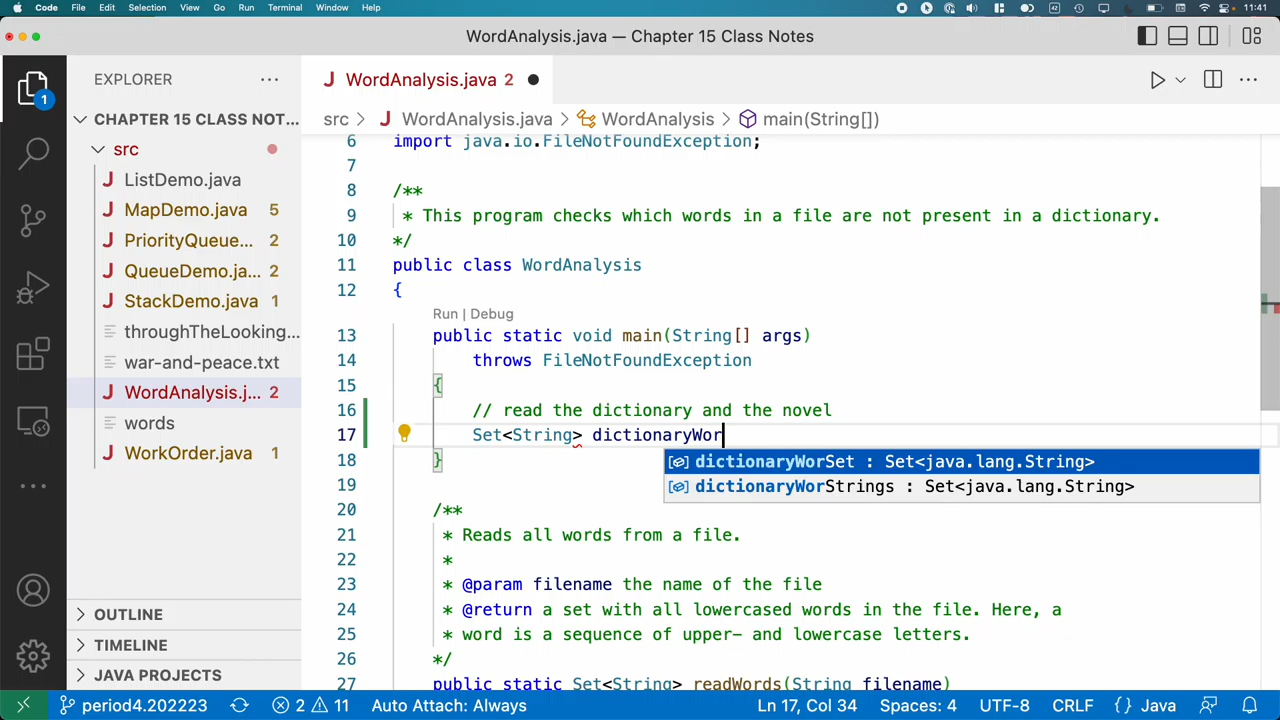 Code File Edit Selection View Go Run Terminal Window Help 11:41
WordAnalysis.java — Chapter 15 Class Notes
EXPLORER
1
CHAPTER 15 CLASS NOT...
src
ListDemo.java
MapDemo.java 5
PriorityQueue... 2
QueueDemo.ja... 2
StackDemo.java 1
throughTheLooking...
war-and-peace.txt
WordAnalysis.j... 2
words
WorkOrder.java 1
OUTLINE
TIMELINE
JAVA PROJECTS
WordAnalysis.java 2
src > WordAnalysis.java > WordAnalysis > main(String[])
6 import java.io.FileNotFoundException;
7
8 /**
9 * This program checks which words in a file are not present in a dictionary.
10 */
11 public class WordAnalysis
12 {
Run | Debug
13 public static void main(String[] args)
14 throws FileNotFoundException
15 {
16 // read the dictionary and the novel
17 Set<String> dictionaryWor
dictionaryWorSet : Set<java.lang.String>
dictionaryWorStrings : Set<java.lang.String>
18 }
19
20 /**
21 * Reads all words from a file.
22 *
23 * @param filename the name of the file
24 * @return a set with all lowercased words in the file. Here, a
25 * word is a sequence of upper- and lowercase letters.
26 */
27 public static Set<String> readWords(String filename)
period4.202223 2 11 Auto Attach: Always Ln 17, Col 34 Spaces: 4 UTF-8 CRLF {} Java